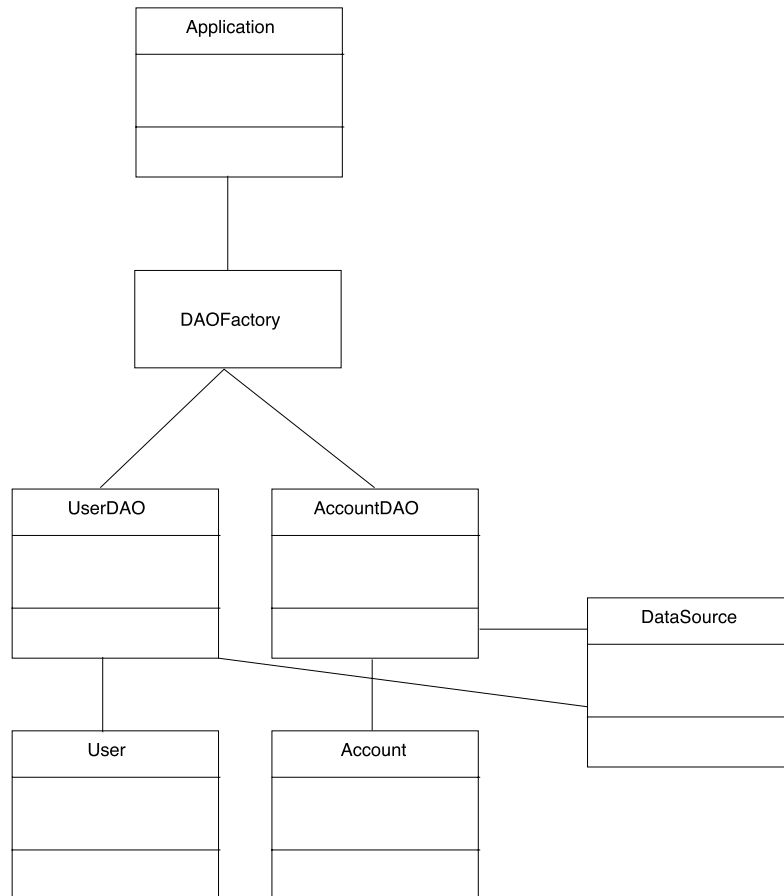 Application
DAOFactory
UserDAO
AccountDAO
DataSource
User
Account